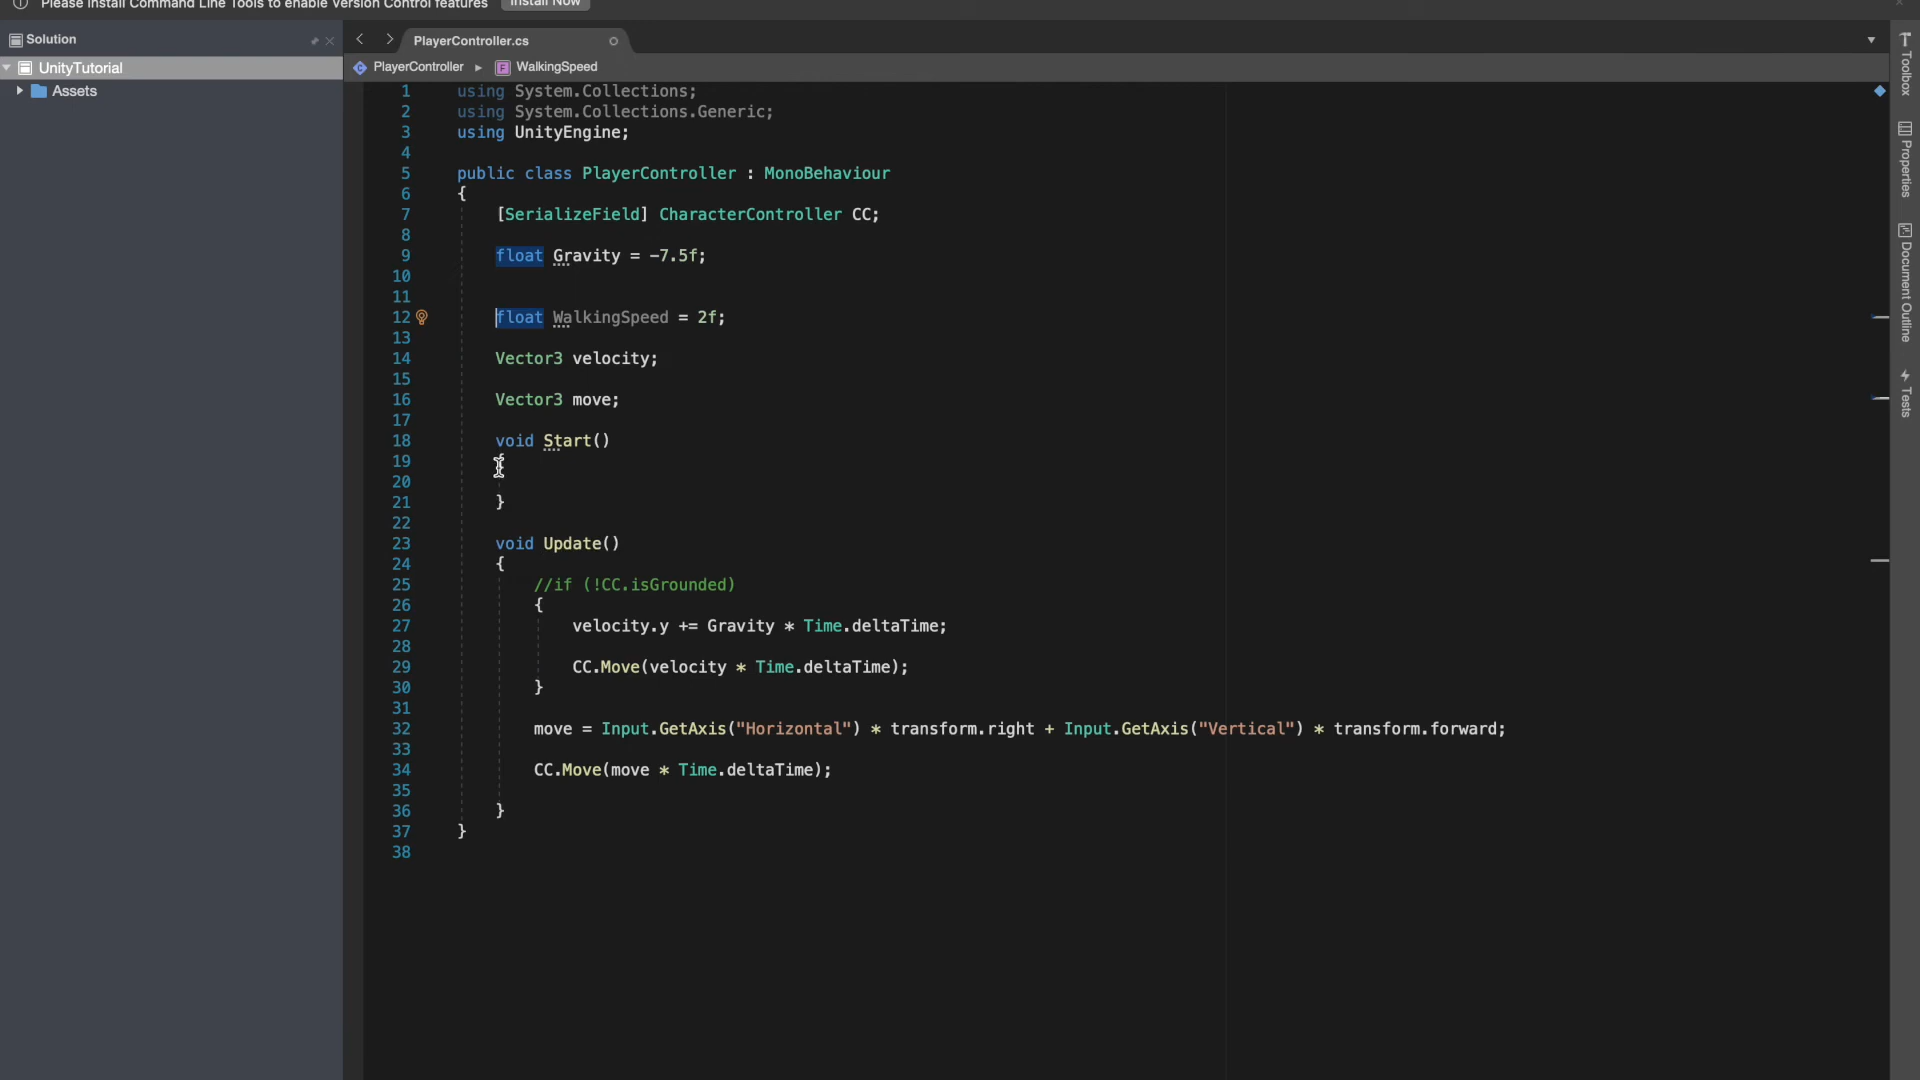 Please Install Command Line Tools to enable Version Control features Install Now
Solution
PlayerController.cs
UnityTutorial
PlayerController WalkingSpeed
Assets
1 using System.Collections;
2 using System.Collections.Generic;
3 using UnityEngine;
4
5 public class PlayerController : MonoBehaviour
6 {
7 [SerializeField] CharacterController CC;
8
9 float Gravity = -7.5f;
10
11
12 float WalkingSpeed = 2f;
13
14 Vector3 velocity;
15
16 Vector3 move;
17
18 void Start()
19 {
20
21 }
22
23 void Update()
24 {
25 //if (!CC.isGrounded)
26 {
27 velocity.y += Gravity * Time.deltaTime;
28
29 CC.Move(velocity * Time.deltaTime);
30 }
31
32 move = Input.GetAxis("Horizontal") * transform.right + Input.GetAxis("Vertical") * transform.forward;
33
34 CC.Move(move * Time.deltaTime);
35
36 }
37 }
38
Toolbox
Properties
Document Outline
Tests